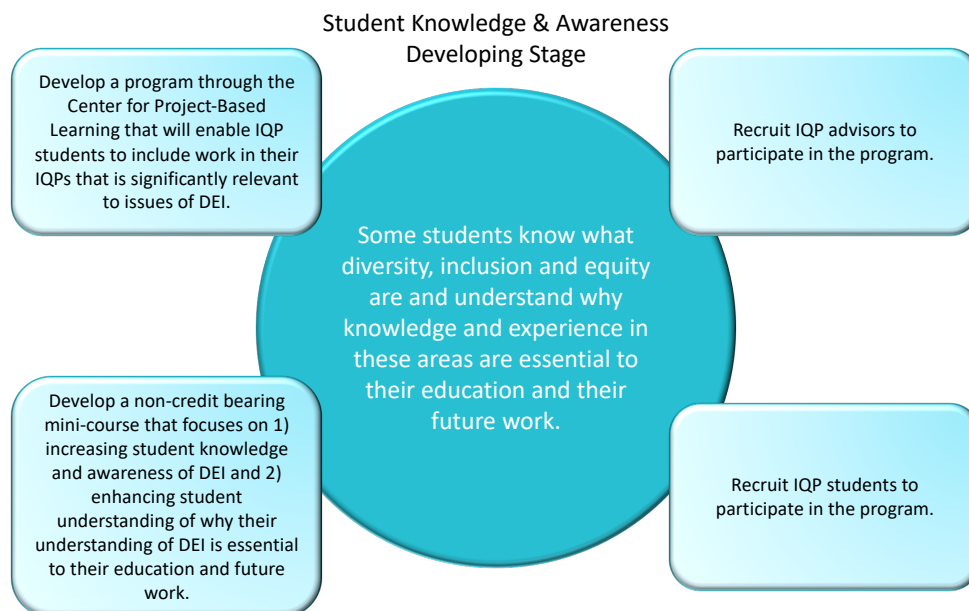 Student Knowledge & Awareness
Developing Stage
Develop a program through the
Center for Project-Based
Learning that will enable IQP
students to include work in their
IQPs that is significantly relevant
to issues of DEI.
Recruit IQP advisors to
participate in the program.
Some students know what
diversity, inclusion and equity
are and understand why
knowledge and experience in
these areas are essential to
their education and their
future work.
Develop a non-credit bearing
mini-course that focuses on 1)
increasing student knowledge
and awareness of DEI and 2)
enhancing student
understanding of why their
understanding of DEI is essential
to their education and future
work.
Recruit IQP students to
participate in the program.